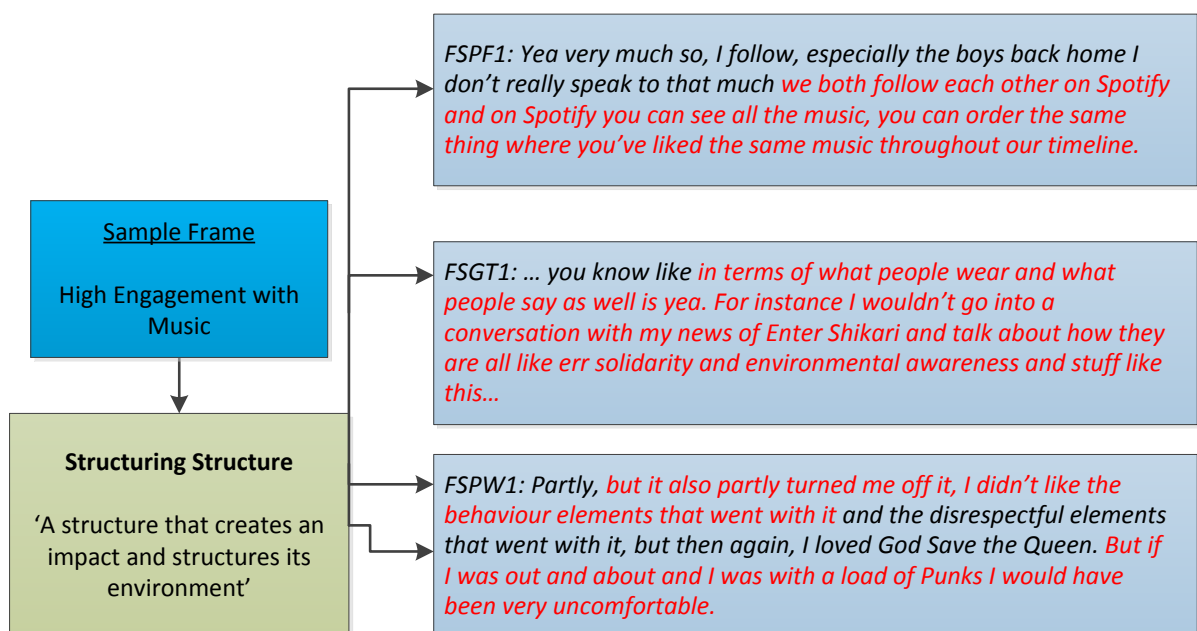 FSPF1: Yea very much so, I follow, especially the boys back home I
don’t really speak to that much we both follow each other on Spotify
and on Spotify you can see all the music, you can order the same
thing where you’ve liked the same music throughout our timeline.
Sample Frame
High Engagement with
Music
FSGT1: … you know like in terms of what people wear and what
people say as well is yea. For instance I wouldn’t go into a
conversation with my news of Enter Shikari and talk about how they
are all like err solidarity and environmental awareness and stuff like
this…
Structuring Structure
‘A structure that creates an
impact and structures its
environment’
FSPW1: Partly, but it also partly turned me off it, I didn’t like the
behaviour elements that went with it and the disrespectful elements
that went with it, but then again, I loved God Save the Queen. But if
I was out and about and I was with a load of Punks I would have
been very uncomfortable.